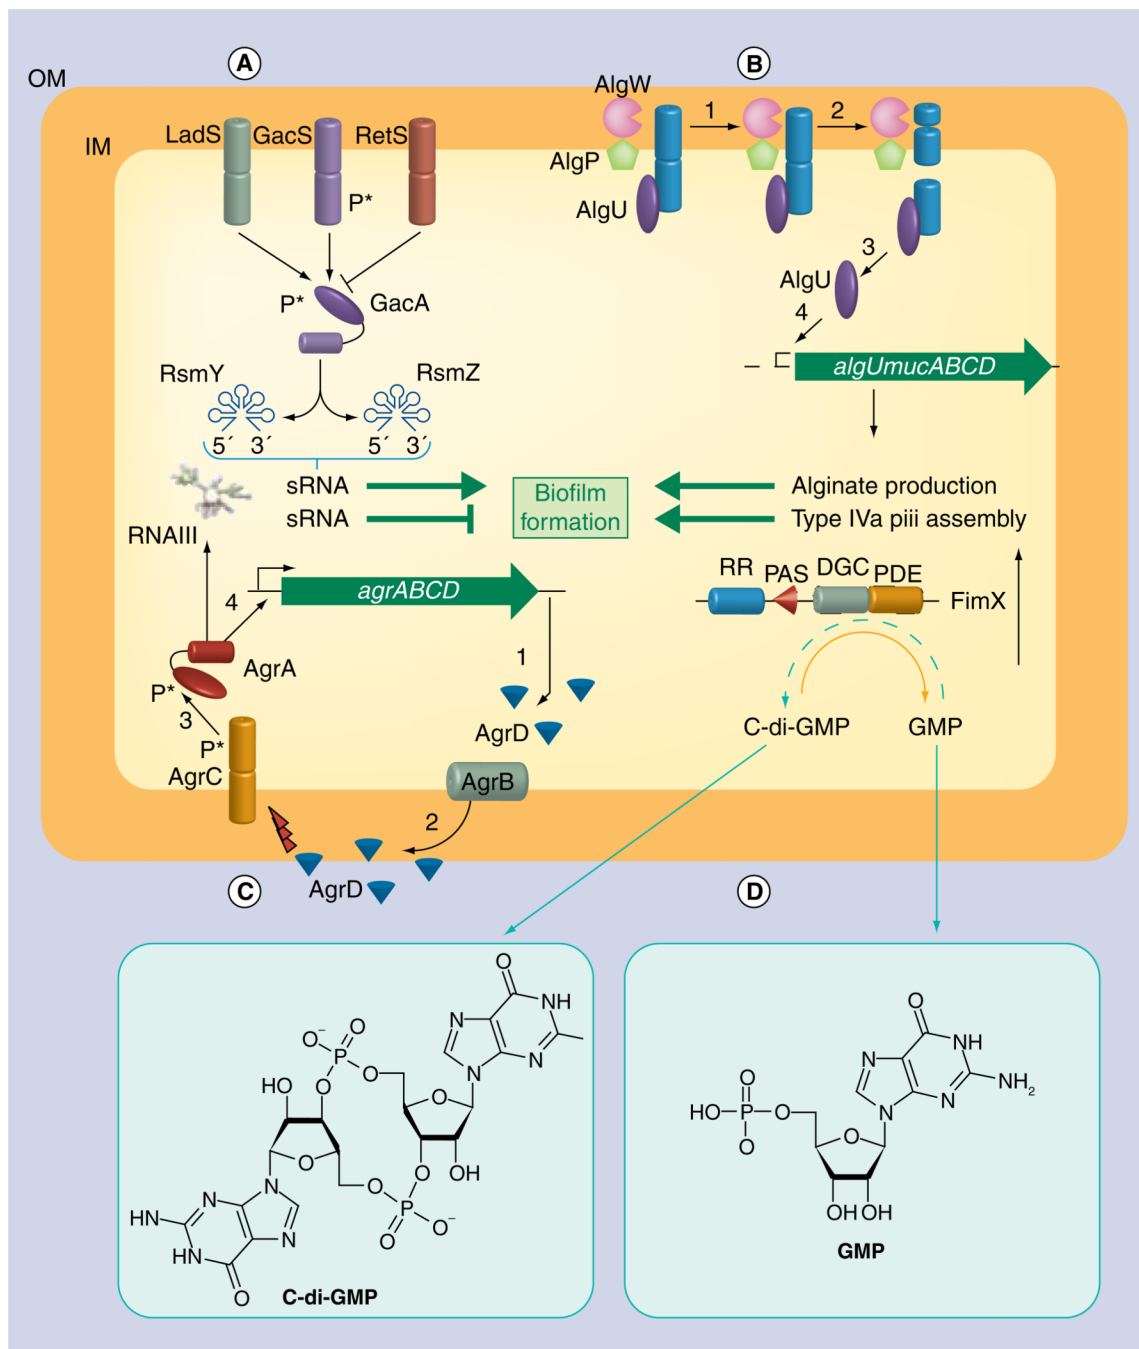 A
B
OM
AlgW
1
2
LadS
GacS
RetS
IM
AlgP
P*
AlgU
3
AlgU
P*
GacA
4
RsmY
RsmZ
algUmucABCD
5´ 3´
5´ 3´
sRNA
Biofilm
formation
Alginate production
sRNA
Type IVa piii assembly
RNAIII
RR
PAS
DGC
PDE
agrABCD
FimX
4
AgrA
1
P*
3
P*
AgrD
C-di-GMP
GMP
AgrC
AgrB
2
AgrD
C
D
O
NH
N
N
N
O
O⁻
P
O
O
HO
O
O
O
OH
O
O
P
O⁻
O
N
N
HN
HN
N
O
C-di-GMP
O
NH
N
NH₂
N
N
O
HO
P
O
O
O
OH OH
GMP